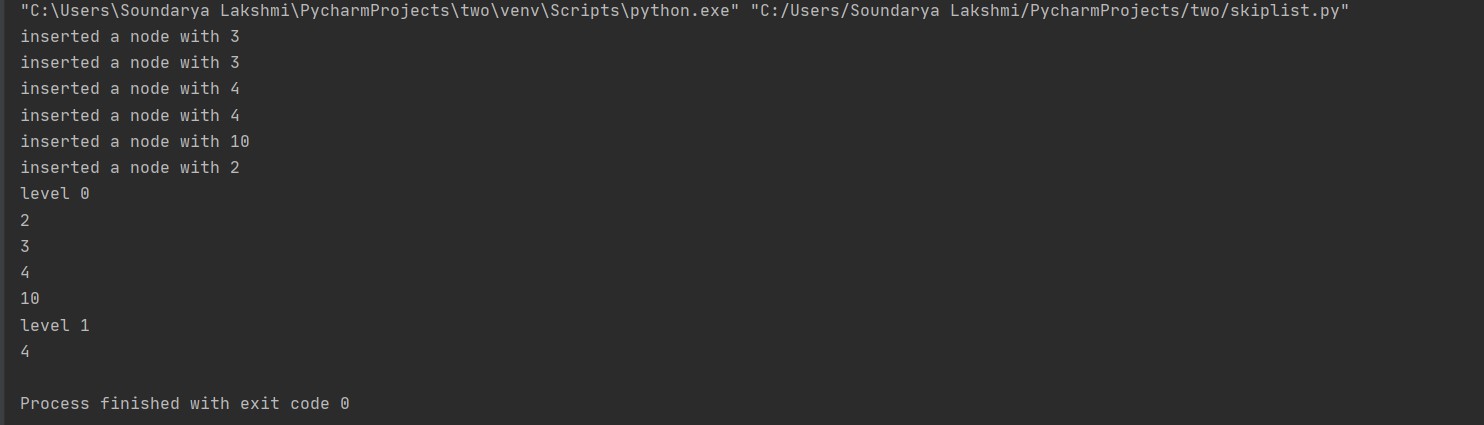 "C:\Users\Soundarya Lakshmi\PycharmProjects\two\venv\Scripts\python.exe" "C:/Users/Soundarya Lakshmi/PycharmProjects/two/skiplist.py"
inserted a node with 3
inserted a node with 3
inserted a node with 4
inserted a node with 4
inserted a node with 10
inserted a node with 2
level 0
2
3
4
10
level 1
4
Process finished with exit code 0